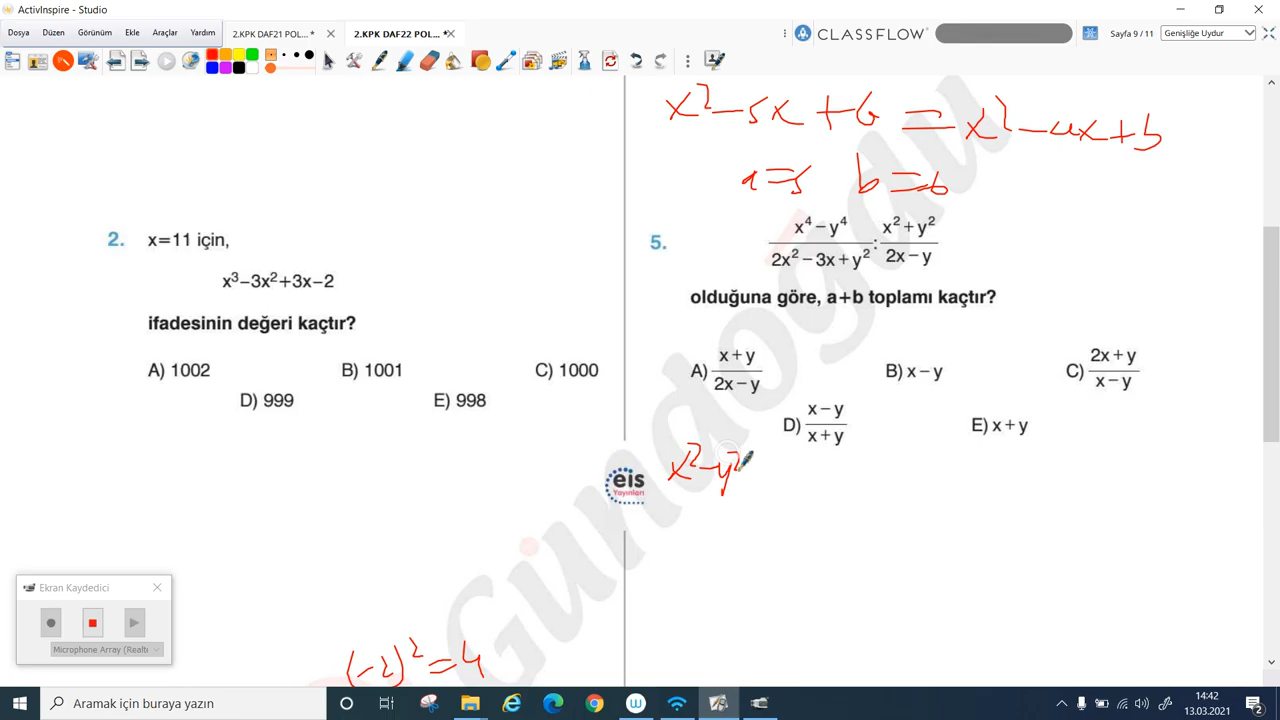 ActivInspire - Studio
Dosya Düzen Görünüm Ekle Araçlar Yardım
2.KPK DAF21 POL... *
2.KPK DAF22 POL... *
CLASSFLOW
Sayfa 9 / 11
Genişliğe Uydur
x² - 5x + 6 = x² - ax + b
a = 5 b = 6
2. x=11 için,
x³-3x²+3x-2
ifadesinin değeri kaçtır?
A) 1002 B) 1001 C) 1000
D) 999 E) 998
(-2)² = 4
5. (x⁴ - y⁴)/(2x² - 3x + y²) : (x² + y²)/(2x - y)
olduğuna göre, a+b toplamı kaçtır?
A) (x + y)/(2x - y) B) x - y C) (2x + y)/(x - y)
D) (x - y)/(x + y) E) x + y
x² - y²
eis
Yayınları
Gündoğdu
Ekran Kaydedici
Microphone Array (Realte
Aramak için buraya yazın
14:42
13.03.2021
2